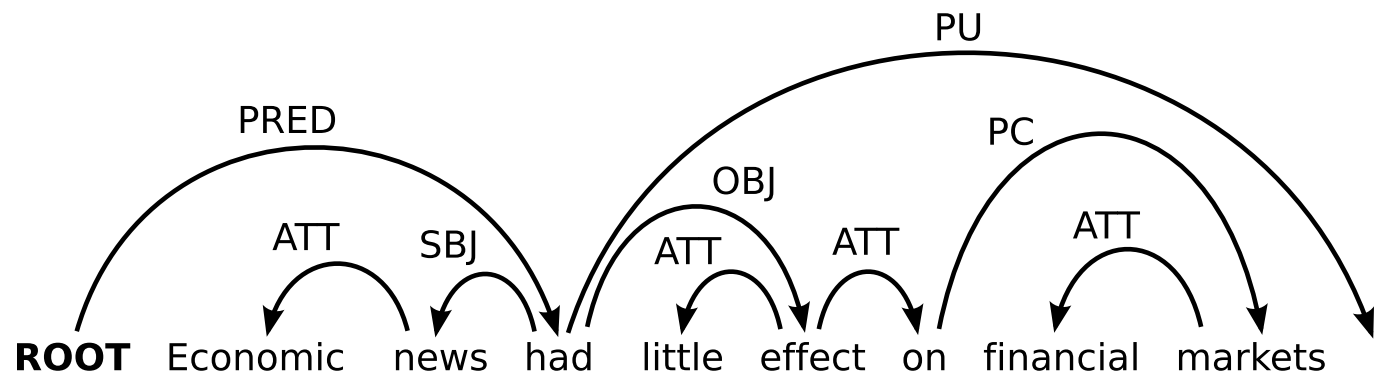 PU
PRED
PC
OBJ
ATT SBJ ATT ATT ATT
ROOT Economic news had little effect on financial markets